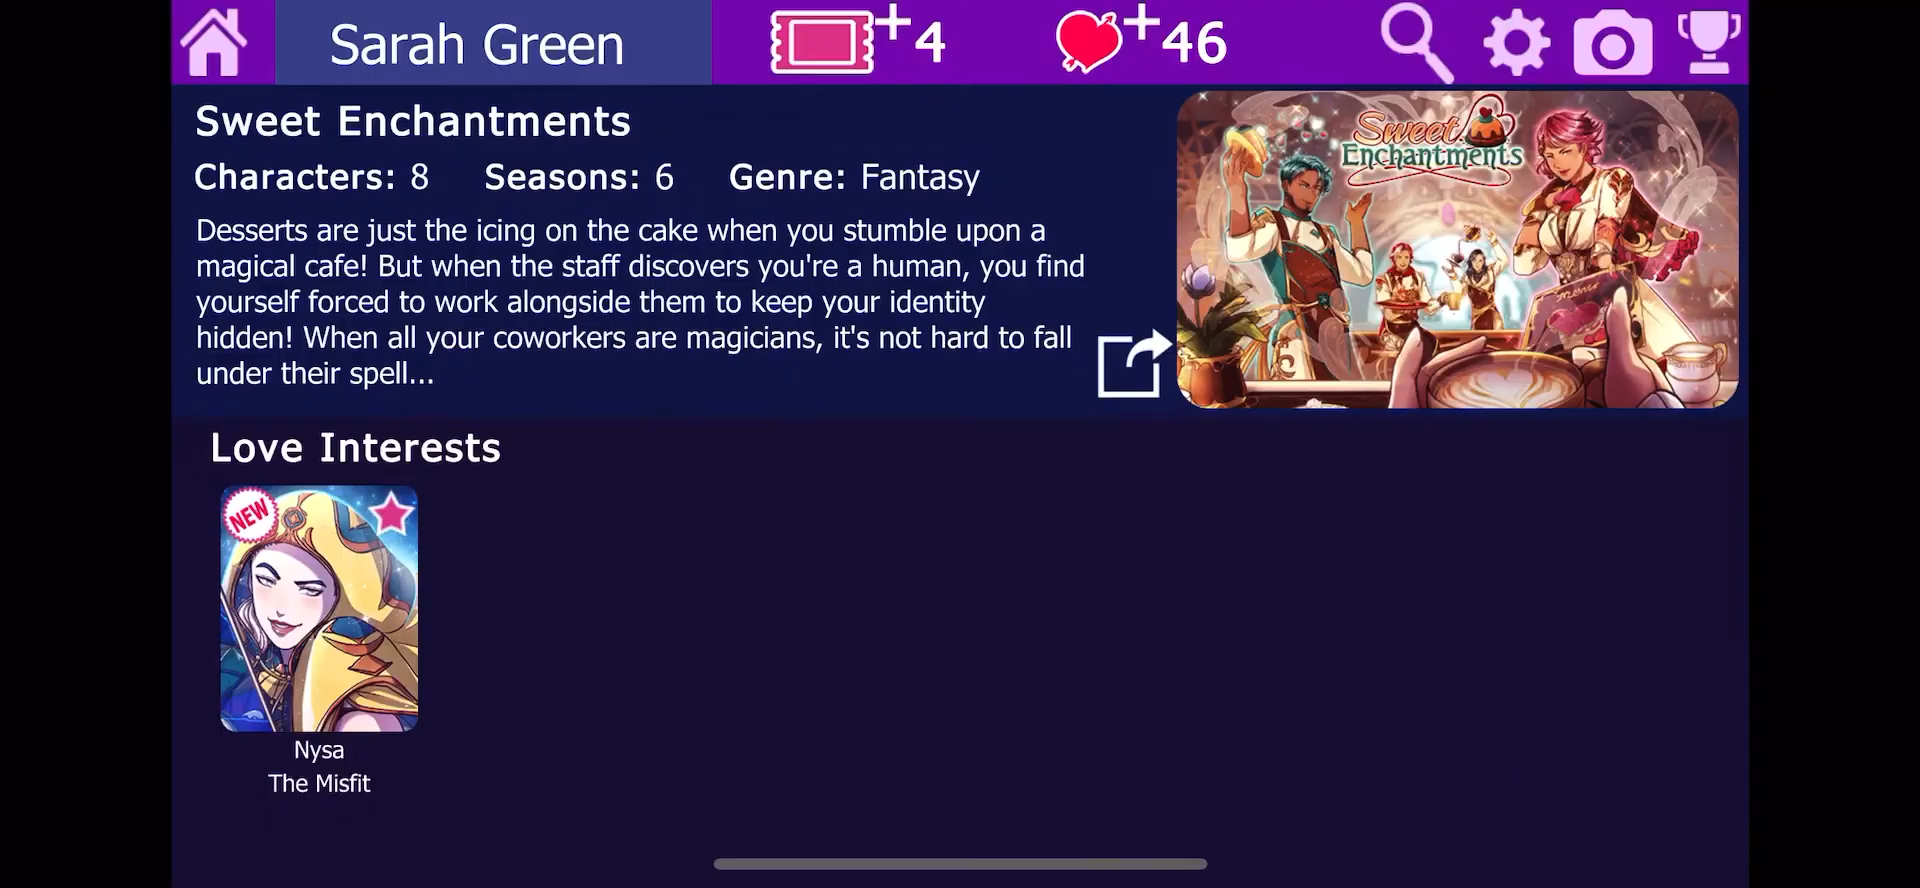 Sarah Green
+4
+46
Sweet Enchantments
Characters: 8 Seasons: 6 Genre: Fantasy
Desserts are just the icing on the cake when you stumble upon a
magical cafe! But when the staff discovers you're a human, you find
yourself forced to work alongside them to keep your identity
hidden! When all your coworkers are magicians, it's not hard to fall
under their spell...
Sweet
Enchantments
Menu
Love Interests
NEW
Nysa
The Misfit